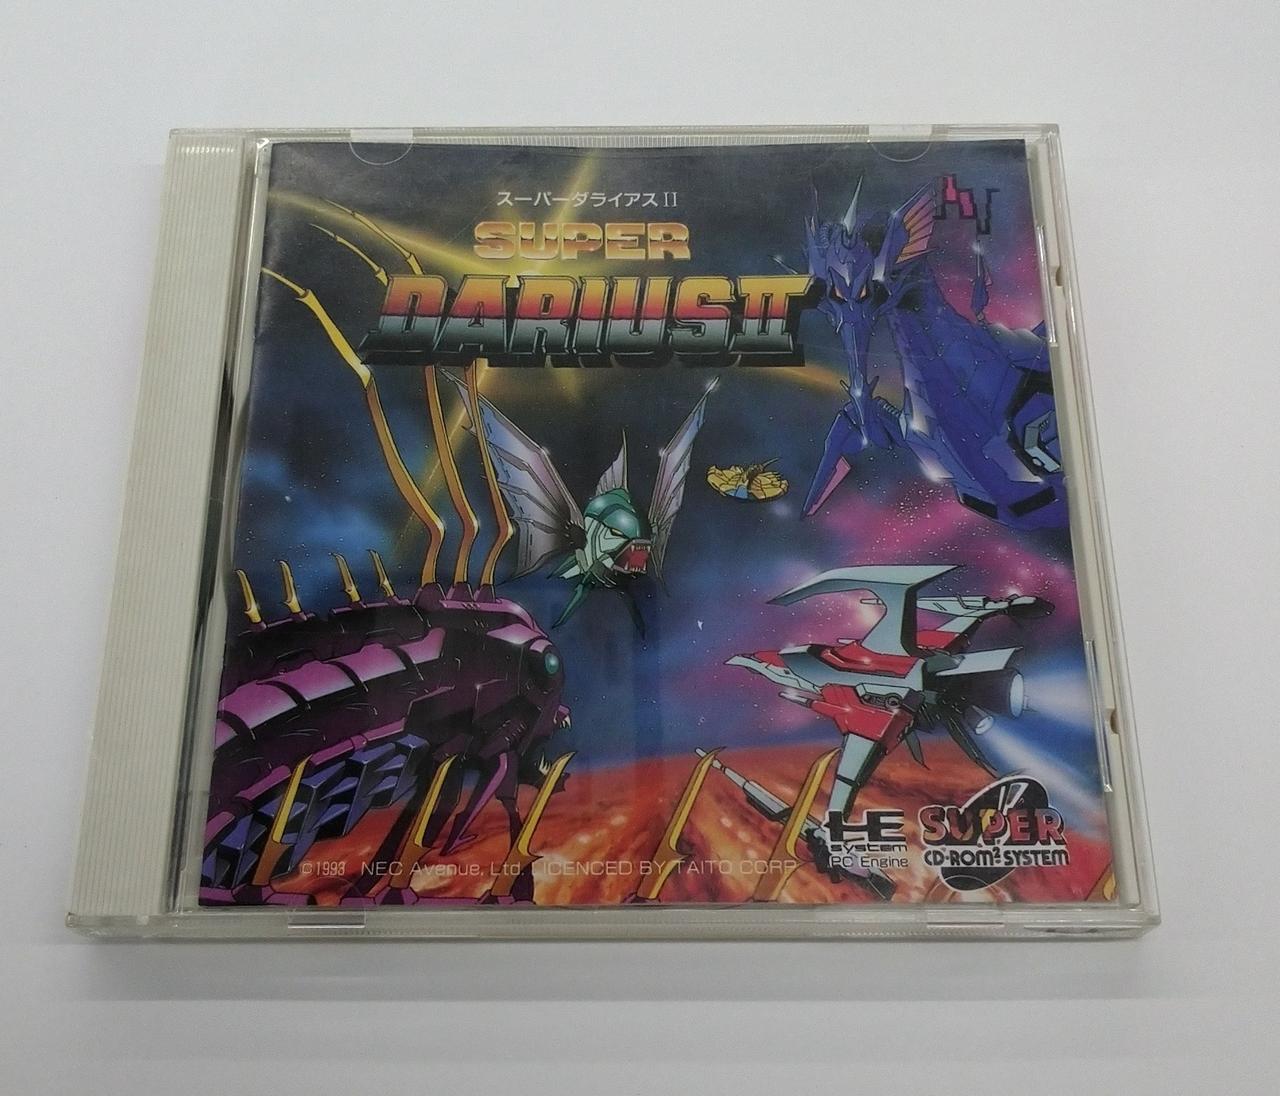 スーパーダライアスII
SUPER
DARIUS II
HE
system
PC Engine
SUPER
CD-ROM² SYSTEM
©1993 NEC Avenue, Ltd. LICENCED BY TAITO CORP.